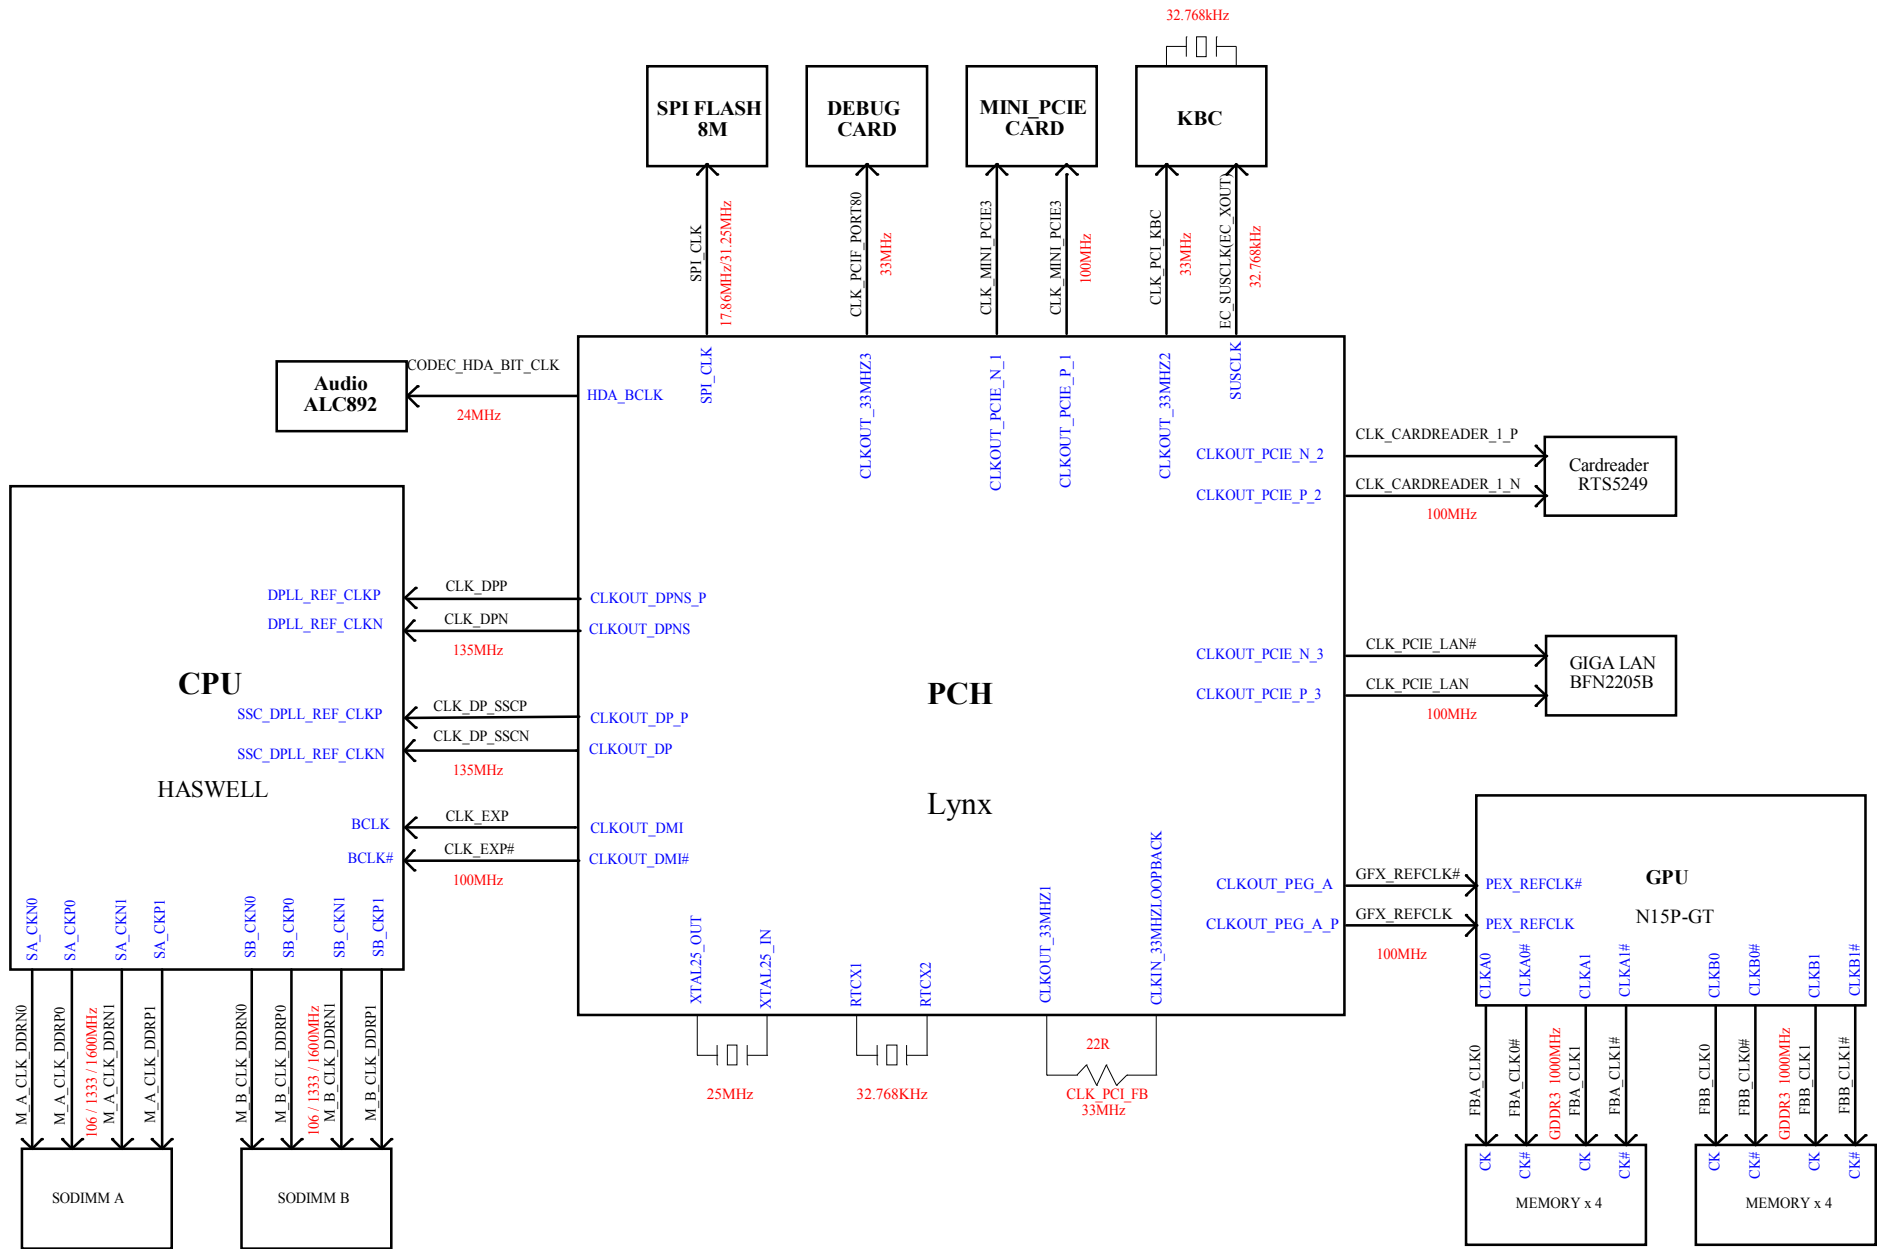 32.768kHz
SPI FLASH
8M
DEBUG
CARD
MINI_PCIE
CARD
KBC
SPI_CLK
17.86MHz/31.25MHz
CLK_PCIF_PORT80
33MHz
CLK_MINI_PCIE3
CLK_MINI_PCIE3
100MHz
CLK_PCI_KBC
33MHz
EC_SUSCLK(EC_XOUT)
32.768kHz
Audio
ALC892
CODEC_HDA_BIT_CLK
24MHz
HDA_BCLK
SPI_CLK
CLKOUT_33MHZ3
CLKOUT_PCIE_N_1
CLKOUT_PCIE_P_1
CLKOUT_33MHZ2
SUSCLK
CLKOUT_PCIE_N_2
CLK_CARDREADER_1_P
CLKOUT_PCIE_P_2
CLK_CARDREADER_1_N
100MHz
Cardreader
RTS5249
DPLL_REF_CLKP
CLK_DPP
CLKOUT_DPNS_P
DPLL_REF_CLKN
CLK_DPN
CLKOUT_DPNS
135MHz
CPU
HASWELL
SSC_DPLL_REF_CLKP
CLK_DP_SSCP
CLKOUT_DP_P
SSC_DPLL_REF_CLKN
CLK_DP_SSCN
CLKOUT_DP
135MHz
BCLK
CLK_EXP
CLKOUT_DMI
BCLK#
CLK_EXP#
CLKOUT_DMI#
100MHz
PCH
Lynx
CLKOUT_PCIE_N_3
CLK_PCIE_LAN#
CLKOUT_PCIE_P_3
CLK_PCIE_LAN
100MHz
GIGA LAN
BFN2205B
CLKOUT_PEG_A
GFX_REFCLK#
PEX_REFCLK#
CLKOUT_PEG_A_P
GFX_REFCLK
PEX_REFCLK
100MHz
GPU
N15P-GT
SA_CKN0
SA_CKP0
SA_CKN1
SA_CKP1
SB_CKN0
SB_CKP0
SB_CKN1
SB_CKP1
XTAL25_OUT
XTAL25_IN
RTCX1
RTCX2
CLKOUT_33MHZ1
CLKIN_33MHZLOOPBACK
CLKA0
CLKA0#
CLKA1
CLKA1#
CLKB0
CLKB0#
CLKB1
CLKB1#
M_A_CLK_DDRN0
M_A_CLK_DDRP0
106 / 1333 / 1600MHz
M_A_CLK_DDRN1
M_A_CLK_DDRP1
M_B_CLK_DDRN0
M_B_CLK_DDRP0
106 / 1333 / 1600MHz
M_B_CLK_DDRN1
M_B_CLK_DDRP1
25MHz
32.768KHz
22R
CLK_PCI_FB
33MHz
FBA_CLK0
FBA_CLK0#
GDDR3 1000MHz
FBA_CLK1
FBA_CLK1#
FBB_CLK0
FBB_CLK0#
GDDR3 1000MHz
FBB_CLK1
FBB_CLK1#
CK
CK#
CK
CK#
CK
CK#
CK
CK#
SODIMM A
SODIMM B
MEMORY x 4
MEMORY x 4